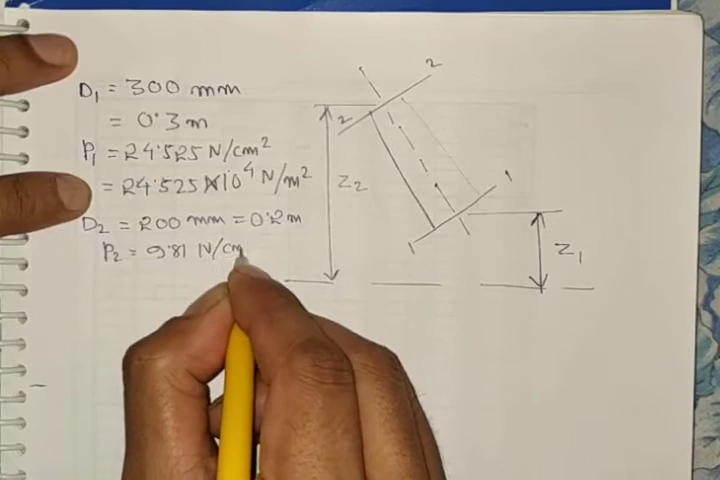 D₁ = 300 mm
= 0.3 m
P₁ = 24.525 N/cm²
= 24.525 × 10⁴ N/m²
D₂ = 200 mm = 0.2 m
P₂ = 9.81 N/cm
2
2
Z₂
1
1
Z₁